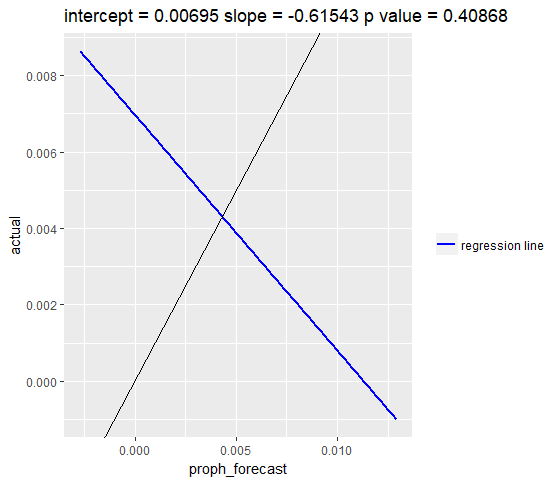 intercept = 0.00695 slope = -0.61543 p value = 0.40868
0.008
0.006
0.004
0.002
0.000
actual
0.000 0.005 0.010
proph_forecast
regression line